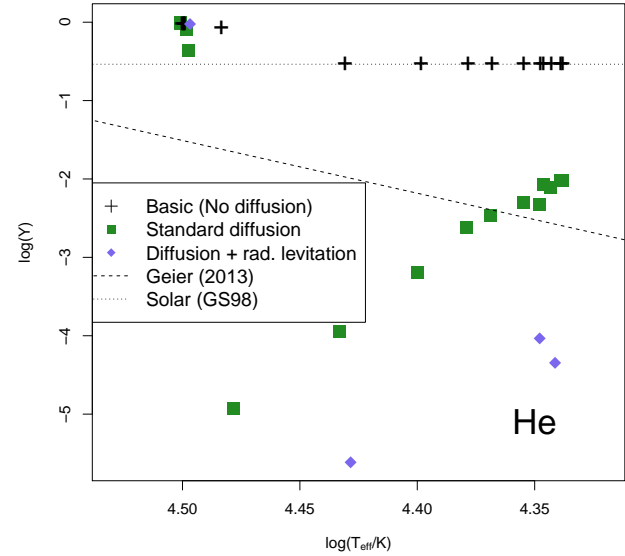 0
-1
-2
-3
-4
-5
log(Y)
Basic (No diffusion)
Standard diffusion
Diffusion + rad. levitation
Geier (2013)
Solar (GS98)
He
4.50 4.45 4.40 4.35
log(Teff/K)